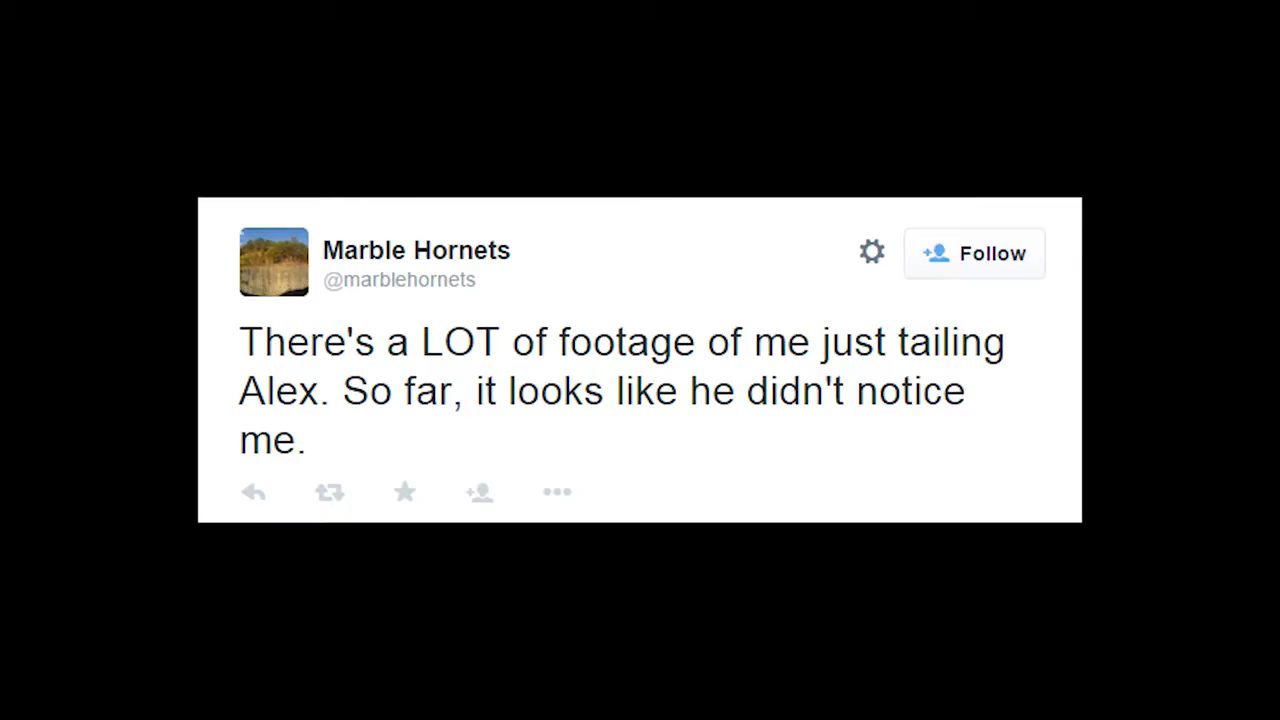 Marble Hornets
@marblehornets
Follow
There's a LOT of footage of me just tailing
Alex. So far, it looks like he didn't notice
me.